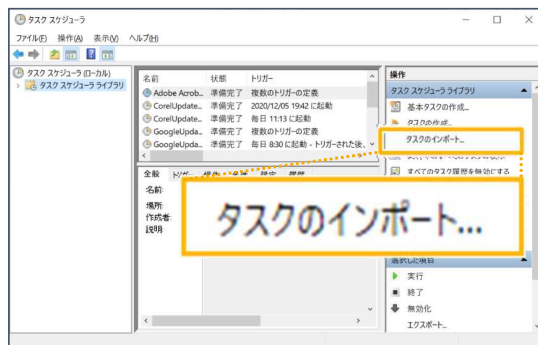 タスク スケジューラ
ファイル(F) 操作(A) 表示(V) ヘルプ(H)
タスク スケジューラ (ローカル)
タスク スケジューラ ライブラリ
名前 状態 トリガー
Adobe Acrob... 準備完了 複数のトリガーの定義
CorelUpdate... 準備完了 2020/12/05 19:42 に起動
CorelUpdate... 準備完了 毎日 11:13 に起動
GoogleUpda... 準備完了 複数のトリガーの定義
GoogleUpda... 準備完了 毎日 8:30 に起動 - トリガーされた後、
全般
名前:
場所:
作成者:
説明:
操作
タスク スケジューラ ライブラリ
基本タスクの作成...
タスクの作成...
タスクのインポート...
すべてのタスク履歴を無効にする
タスクのインポート...
選択した項目
実行
終了
無効化
エクスポート...